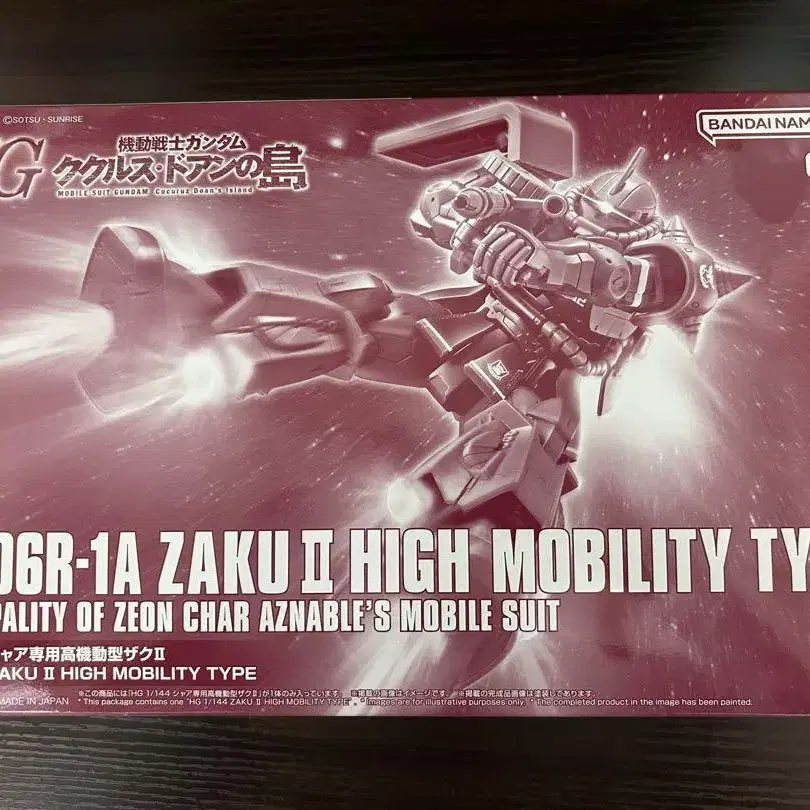 ©SOTSU・SUNRISE
BANDAI NAM
G
機動戦士ガンダム
ククルス・ドアンの島
MOBILE SUIT GUNDAM Cucuruz Doan's Island
06R-1A ZAKU Ⅱ HIGH MOBILITY TY
PALITY OF ZEON CHAR AZNABLE'S MOBILE SUIT
ャア専用高機動型ザクⅡ
ZAKU Ⅱ HIGH MOBILITY TYPE
※この商品には「HG 1/144 シャア専用高機動型ザクⅡ」が1体のみ入っています。 ※掲載の画像はイメージです。 ※掲載の完成品画像は塗装してあります。
MADE IN JAPAN
* This package contains one "HG 1/144 ZAKU Ⅱ HIGH MOBILITY TYPE". * Images are for illustrative purposes only. * The completed product in the image has been painted.